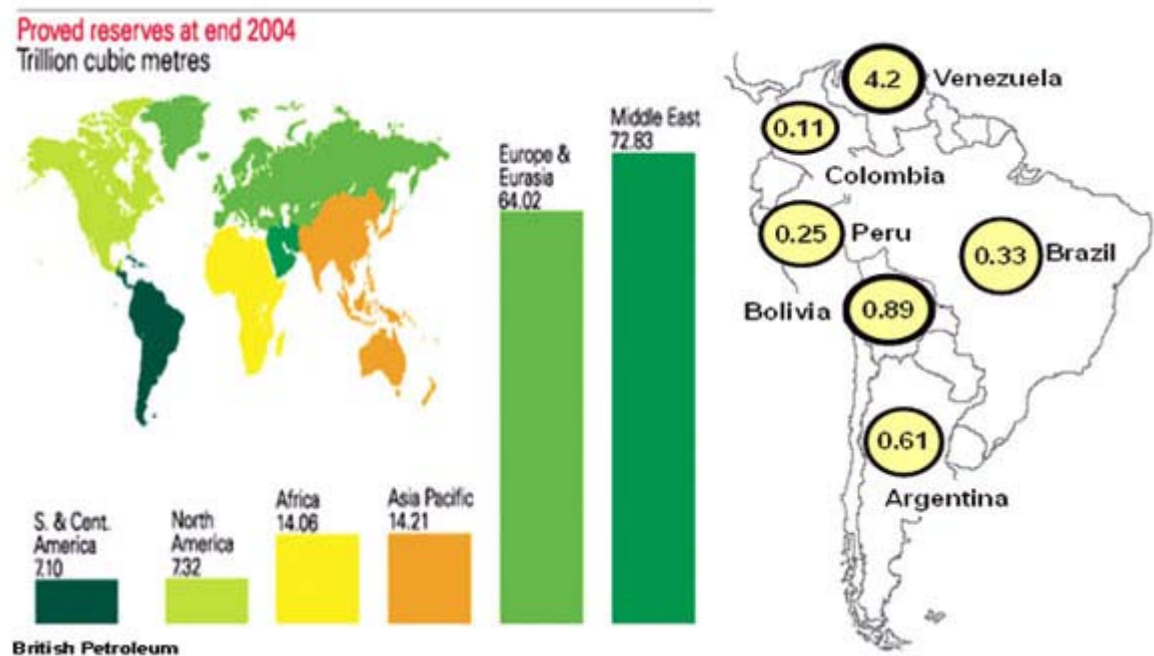 Proved reserves at end 2004
Trillion cubic metres
Middle East
72.83
Europe &
Eurasia
64.02
Africa
14.06
Asia Pacific
14.21
S. & Cent.
America
7.10
North
America
7.32
British Petroleum
4.2 Venezuela
0.11
Colombia
0.25 Peru
0.33 Brazil
Bolivia 0.89
0.61
Argentina